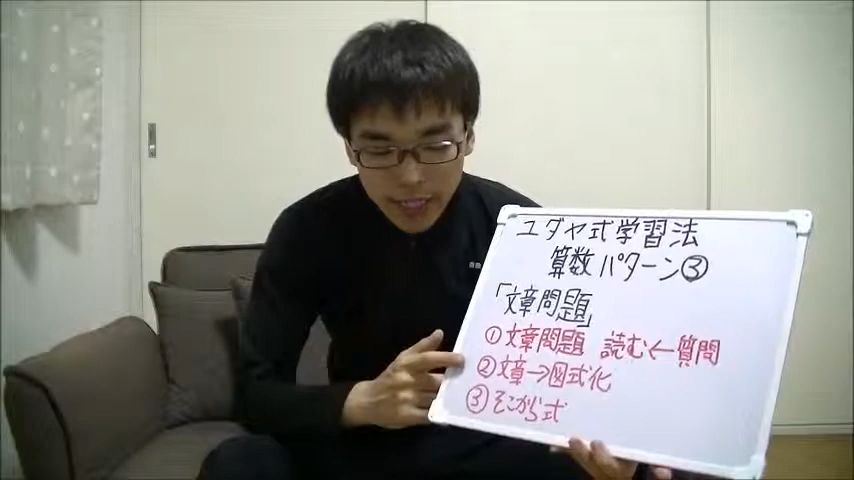 ユダヤ式学習法
算数パターン③
「文章問題」
①文章問題 読む←質問
②文章→図式化
③そこから式